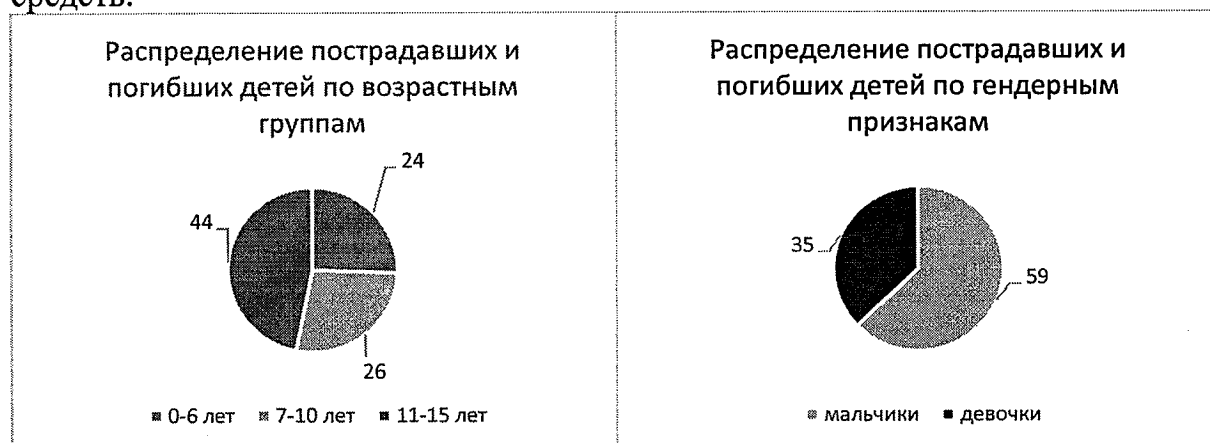 средств.
Распределение пострадавших и
погибших детей по возрастным
группам
24
44
26
0-6 лет 7-10 лет 11-15 лет
Распределение пострадавших и
погибших детей по гендерным
признакам
35
59
мальчики девочки